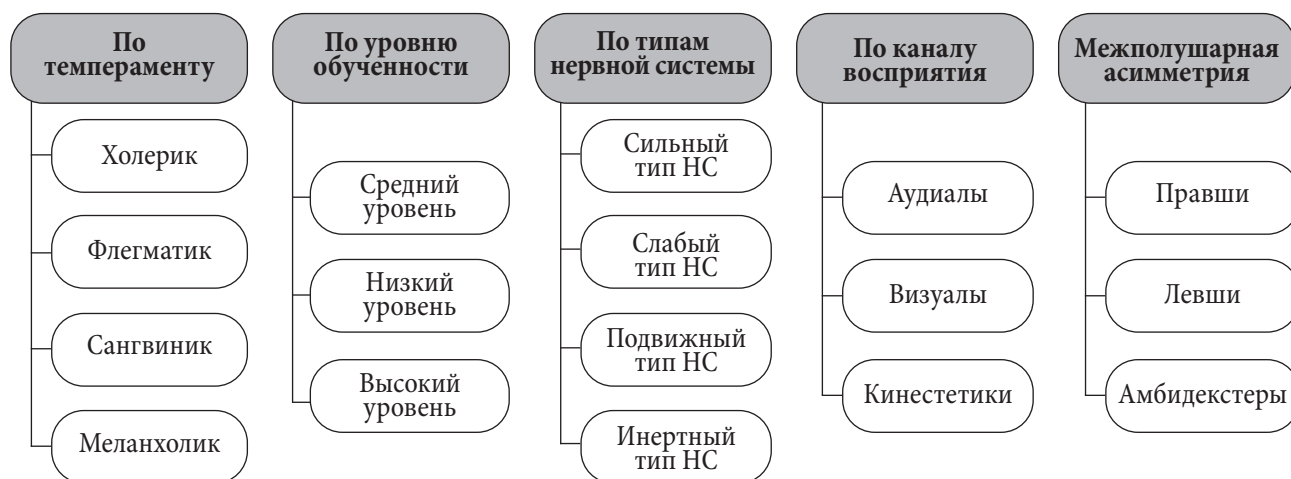 По
темпераменту
Холерик
Флегматик
Сангвиник
Меланхолик
По уровню
обученности
Средний
уровень
Низкий
уровень
Высокий
уровень
По типам
нервной системы
Сильный
тип НС
Слабый
тип НС
Подвижный
тип НС
Инертный
тип НС
По каналу
восприятия
Аудиалы
Визуалы
Кинестетики
Межполушарная
асимметрия
Правши
Левши
Амбидекстеры